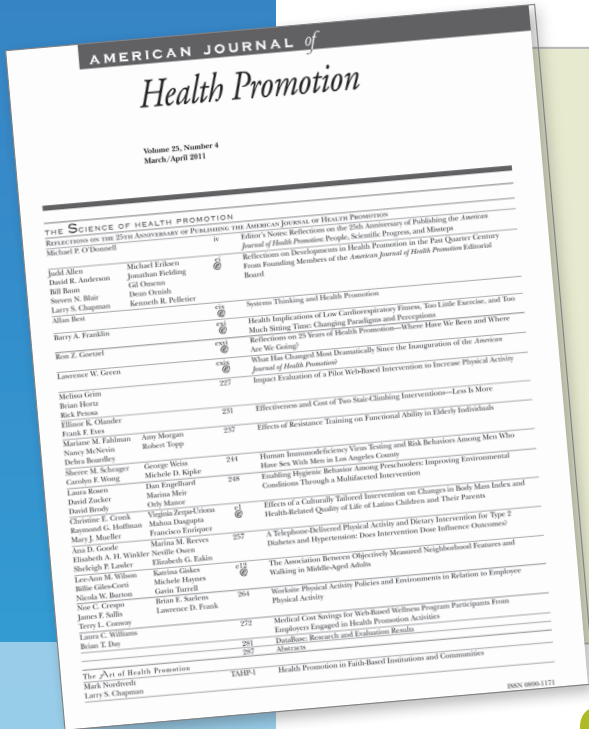 AMERICAN JOURNAL of
Health Promotion
Volume 25, Number 4
March/April 2011
THE SCIENCE OF HEALTH PROMOTION
REFLECTIONS ON THE 25TH ANNIVERSARY OF PUBLISHING THE AMERICAN JOURNAL OF HEALTH PROMOTION
Michael P. O'Donnell iv Editor's Notes: Reflections on the 25th Anniversary of Publishing the American
Journal of Health Promotion: People, Scientific Progress, and Missteps
Judd Allen Michael Eriksen Reflections on Developments in Health Promotion in the Past Quarter Century
David R. Anderson Jonathan Fielding From Founding Members of the American Journal of Health Promotion Editorial
Bill Baun Gil Omenn Board
Steven N. Blair Dean Ornish
Larry S. Chapman Kenneth R. Pelletier
Allan Best Systems Thinking and Health Promotion
Barry A. Franklin Health Implications of Low Cardiorespiratory Fitness, Too Little Exercise, and Too
Much Sitting Time: Changing Paradigms and Perceptions
Ron Z. Goetzel Reflections on 25 Years of Health Promotion—Where Have We Been and Where
Are We Going?
Lawrence W. Green What Has Changed Most Dramatically Since the Inauguration of the American
Journal of Health Promotion?
Melissa Grim 227 Impact Evaluation of a Pilot Web-Based Intervention to Increase Physical Activity
Brian Hortz
Rick Petosa
Ellinor K. Olander 231 Effectiveness and Cost of Two Stair-Climbing Interventions—Less Is More
Frank F. Eves
Mariane M. Fahlman Amy Morgan 237 Effects of Resistance Training on Functional Ability in Elderly Individuals
Nancy McNevin Robert Topp
Debra Boardley
Sheree M. Schrager George Weiss 244 Human Immunodeficiency Virus Testing and Risk Behaviors Among Men Who
Carolyn F. Wong Michele D. Kipke Have Sex With Men in Los Angeles County
Laura Rosen Dan Engelhard 248 Enabling Hygienic Behavior Among Preschoolers: Improving Environmental
David Zucker Marina Meir Conditions Through a Multifaceted Intervention
David Brody Orly Manor
Christine E. Cronk Virginia Zerpa-Uriona Effects of a Culturally Tailored Intervention on Changes in Body Mass Index and
Raymond G. Hoffman Mahua Dasgupta Health-Related Quality of Life of Latino Children and Their Parents
Mary J. Mueller Francisco Enriquez
Ana D. Goode Marina M. Reeves 257 A Telephone-Delivered Physical Activity and Dietary Intervention for Type 2
Elisabeth A. H. Winkler Neville Owen Diabetes and Hypertension: Does Intervention Dose Influence Outcomes?
Sheleigh P. Lawler Elizabeth G. Eakin
Lee-Ann M. Wilson Katrina Giskes e12 The Association Between Objectively Measured Neighborhood Features and
Billie Giles-Corti Michele Haynes Walking in Middle-Aged Adults
Nicola W. Burton Gavin Turrell
Noe C. Crespo Brian E. Saelens 264 Worksite Physical Activity Policies and Environments in Relation to Employee
James F. Sallis Lawrence D. Frank Physical Activity
Terry L. Conway
Laura C. Williams 272 Medical Cost Savings for Web-Based Wellness Program Participants From
Brian T. Day Employers Engaged in Health Promotion Activities
281 DataBase: Research and Evaluation Results
287 Abstracts
The Art of Health Promotion
Mark Nordtvedt TAHP-1 Health Promotion in Faith-Based Institutions and Communities
Larry S. Chapman
ISSN 0890-1171